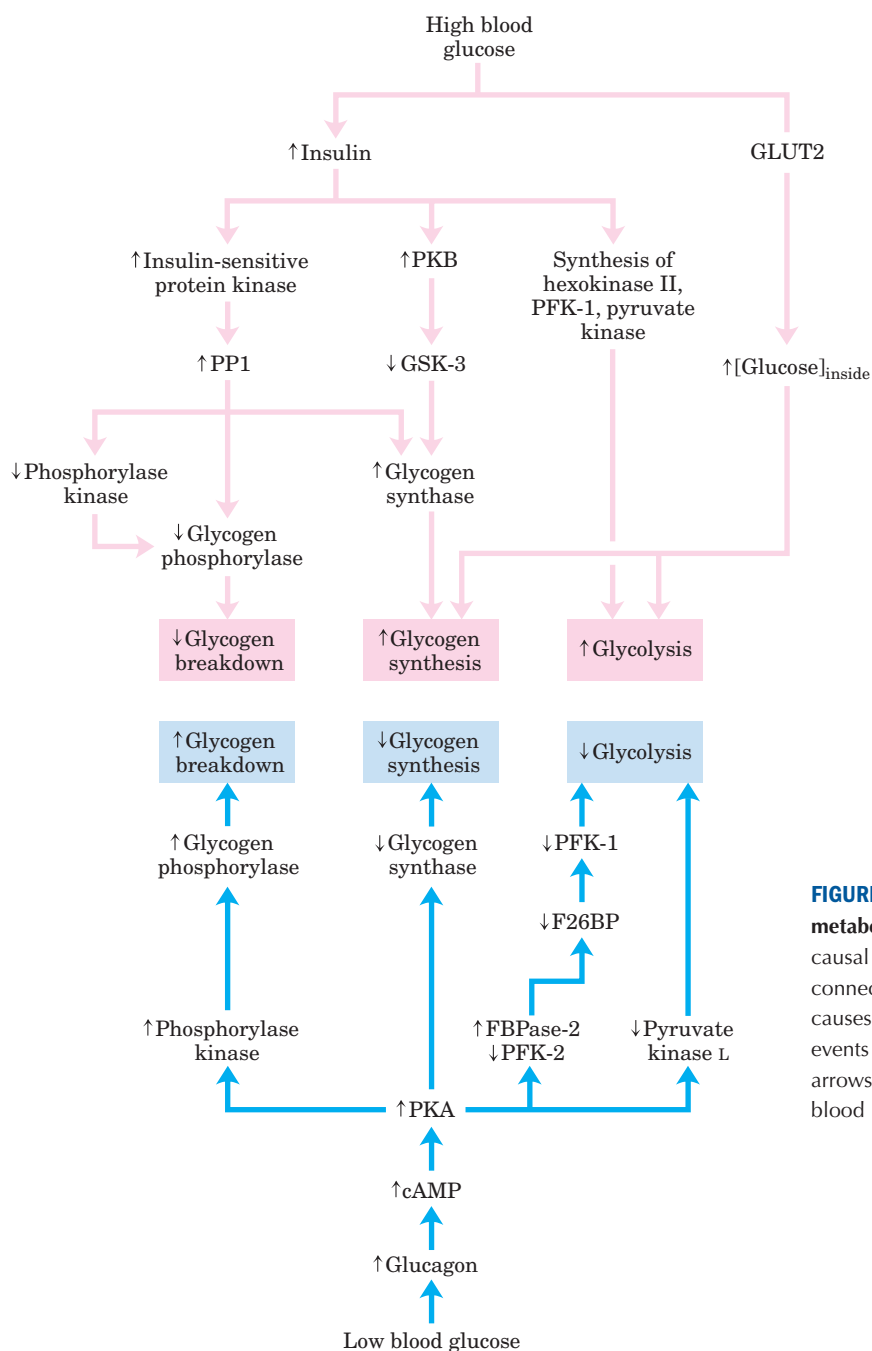 High blood
glucose
↑Insulin
GLUT2
↑Insulin-sensitive
protein kinase
↑PKB
Synthesis of
hexokinase II,
PFK-1, pyruvate
kinase
↑PP1
↓GSK-3
↑[Glucose]inside
↓Phosphorylase
kinase
↑Glycogen
synthase
↓Glycogen
phosphorylase
↓Glycogen
breakdown
↑Glycogen
synthesis
↑Glycolysis
↑Glycogen
breakdown
↓Glycogen
synthesis
↓Glycolysis
↑Glycogen
phosphorylase
↓Glycogen
synthase
↓PFK-1
↓F26BP
↑Phosphorylase
kinase
↑FBPase-2
↓PFK-2
↓Pyruvate
kinase L
↑PKA
↑cAMP
↑Glucagon
Low blood glucose
FIGURE
metabo
causal
connec
causes
events
arrows
blood